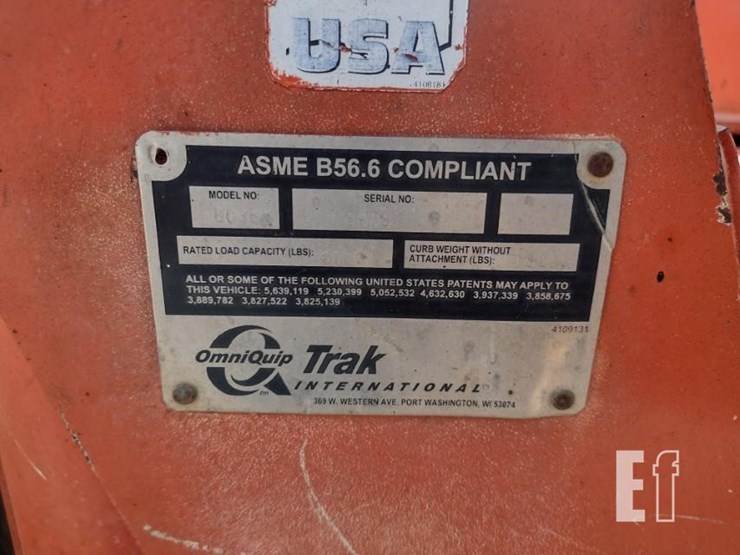 USA
ASME B56.6 COMPLIANT
MODEL NO: SERIAL NO:
RATED LOAD CAPACITY (LBS):
CURB WEIGHT WITHOUT
ATTACHMENT (LBS):
ALL OR SOME OF THE FOLLOWING UNITED STATES PATENTS MAY APPLY TO
THIS VEHICLE: 5,639,119 5,230,399 5,052,532 4,632,630 3,937,339 3,858,675
3,889,782 3,827,522 3,825,139
4109131
OmniQuip Trak
INTERNATIONAL
369 W. WESTERN AVE. PORT WASHINGTON, WI 53074
Ef